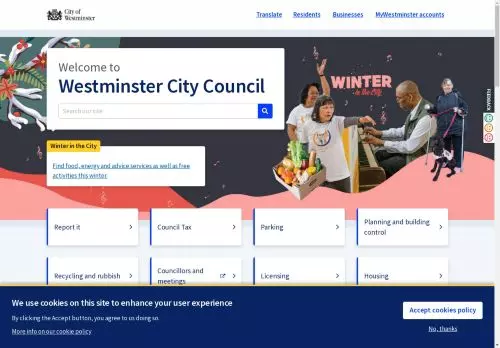 City of
Westminster
Translate
Residents
Businesses
MyWestminster accounts
Welcome to
Westminster City Council
Search our site
WINTER
in the City
FEEDBACK
Winter in the City
Find food, energy and advice services as well as free
activities this winter.
Report it
Council Tax
Parking
Planning and building
control
Recycling and rubbish
Councillors and
meetings
Licensing
Housing
We use cookies on this site to enhance your user experience
By clicking the Accept button, you agree to us doing so.
More info on our cookie policy
Accept cookies policy
No, thanks